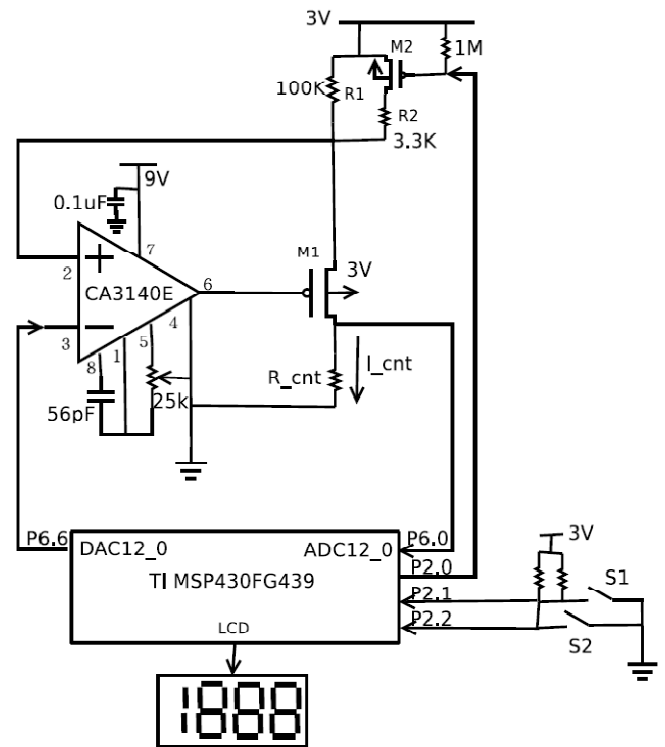 3V
M2
1M
100K
R1
R2
3.3K
9V
0.1uF
7
M1
2
+
6
3V
CA3140E
4
3
−
5
8
1
I_cnt
R_cnt
25k
56pF
P6.6
P6.0
3V
DAC12_0
ADC12_0
TI MSP430FG439
P2.0
S1
P2.1
P2.2
LCD
S2
1888